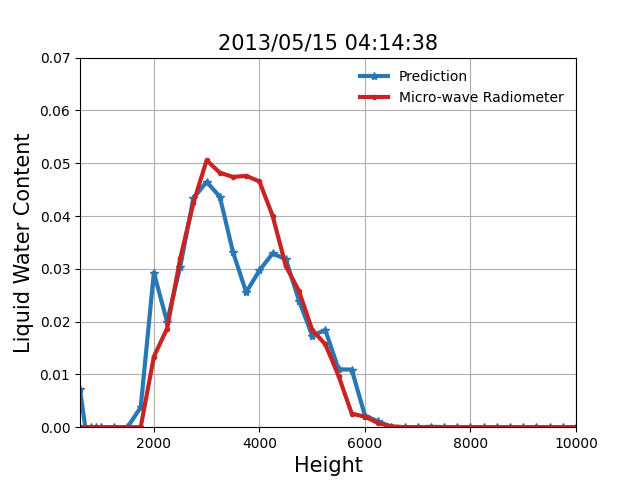 2013/05/15 04:14:38
0.07
0.06
0.05
0.04
0.03
0.02
0.01
0.00
Liquid Water Content
Prediction
Micro-wave Radiometer
2000 4000 6000 8000 10000
Height